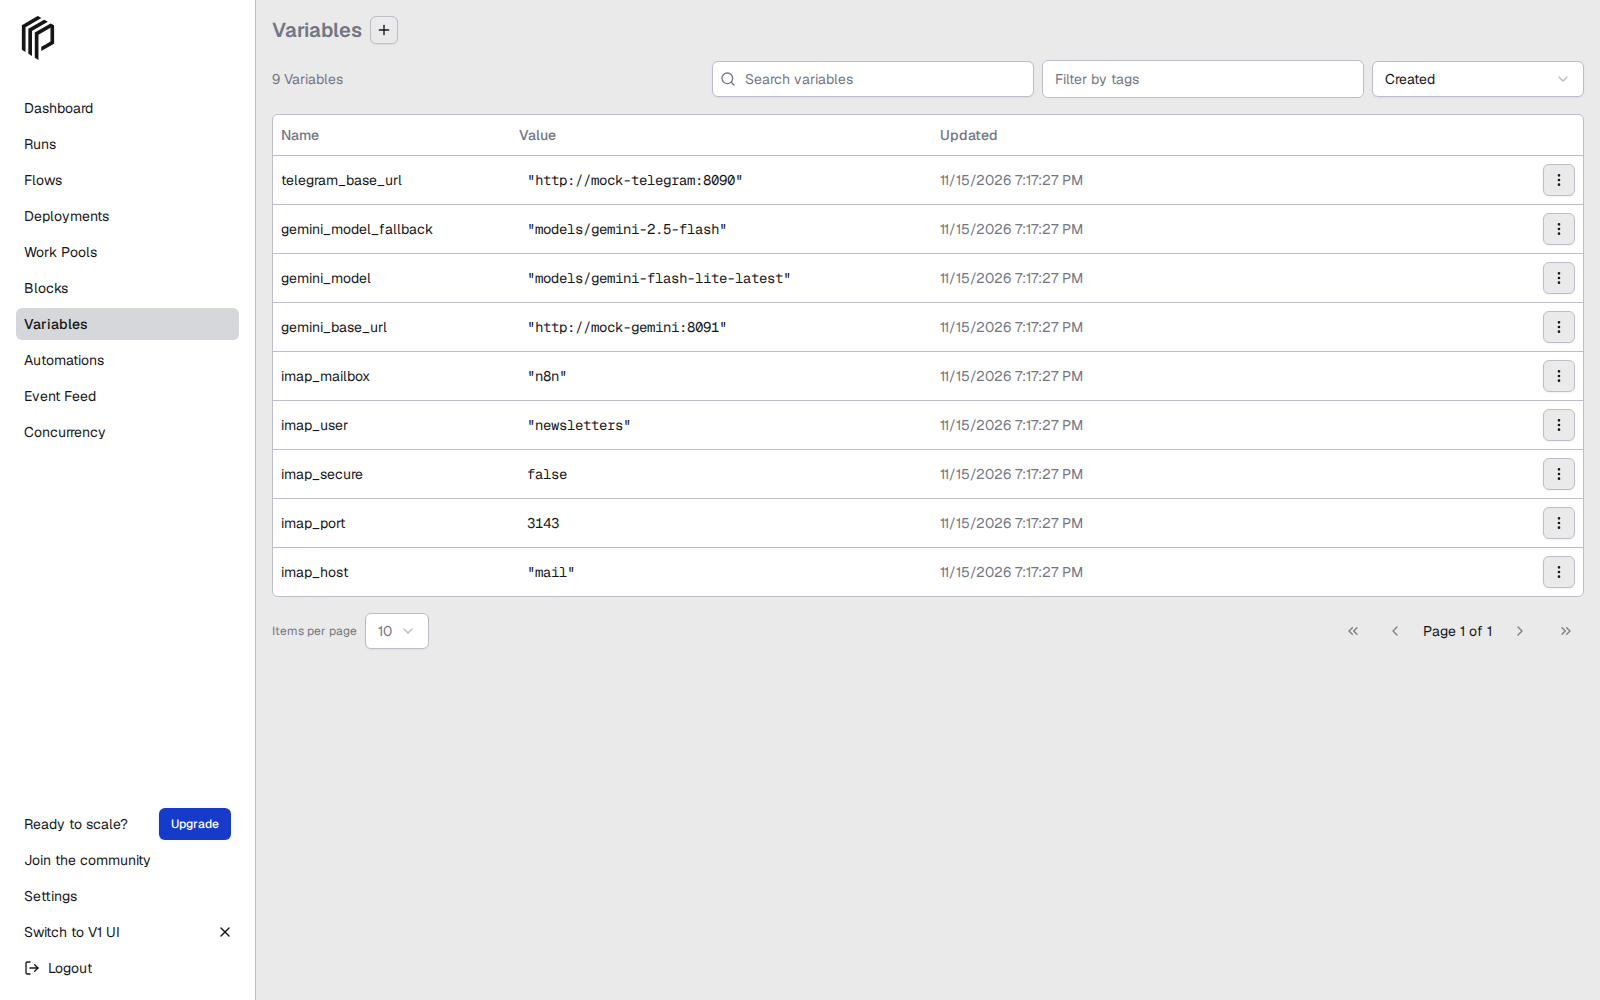 Dashboard
Runs
Flows
Deployments
Work Pools
Blocks
Variables
Automations
Event Feed
Concurrency
Ready to scale? Upgrade
Join the community
Settings
Switch to V1 UI
Logout
Variables
9 Variables Search variables Filter by tags Created
Name Value Updated
telegram_base_url "http://mock-telegram:8090" 11/15/2026 7:17:27 PM
gemini_model_fallback "models/gemini-2.5-flash" 11/15/2026 7:17:27 PM
gemini_model "models/gemini-flash-lite-latest" 11/15/2026 7:17:27 PM
gemini_base_url "http://mock-gemini:8091" 11/15/2026 7:17:27 PM
imap_mailbox "n8n" 11/15/2026 7:17:27 PM
imap_user "newsletters" 11/15/2026 7:17:27 PM
imap_secure false 11/15/2026 7:17:27 PM
imap_port 3143 11/15/2026 7:17:27 PM
imap_host "mail" 11/15/2026 7:17:27 PM
Items per page 10 Page 1 of 1